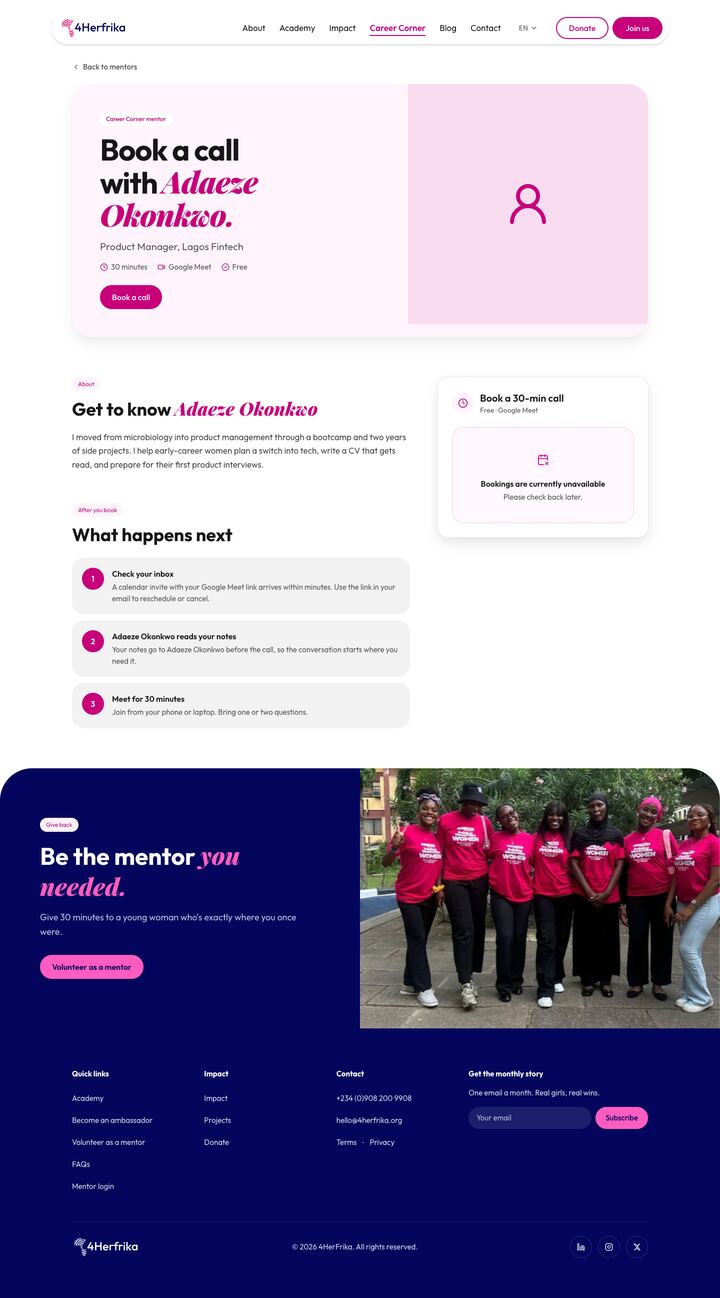 4Herfrika
About
Academy
Impact
Career Corner
Blog
Contact
EN
Donate
Join us
Back to mentors
Career Corner mentor
Book a call
with Adaeze
Okonkwo.
Product Manager, Lagos Fintech
30 minutes
Google Meet
Free
Book a call
About
Get to know Adaeze Okonkwo
I moved from microbiology into product management through a bootcamp and two years
of side projects. I help early-career women plan a switch into tech, write a CV that gets
read, and prepare for their first product interviews.
After you book
What happens next
1
Check your inbox
A calendar invite with your Google Meet link arrives within minutes. Use the link in your
email to reschedule or cancel.
2
Adaeze Okonkwo reads your notes
Your notes go to Adaeze Okonkwo before the call, so the conversation starts where you
need it.
3
Meet for 30 minutes
Join from your phone or laptop. Bring one or two questions.
Book a 30-min call
Free · Google Meet
Bookings are currently unavailable
Please check back later.
Give back
Be the mentor you
needed.
Give 30 minutes to a young woman who's exactly where you once
were.
Volunteer as a mentor
WOMEN
WOMEN
WOMEN
WOMEN
WOMEN
WOMEN
Quick links
Academy
Become an ambassador
Volunteer as a mentor
FAQs
Mentor login
Impact
Impact
Projects
Donate
Contact
+234 (0)908 200 9908
hello@4herfrika.org
Terms · Privacy
Get the monthly story
One email a month. Real girls, real wins.
Your email
Subscribe
4Herfrika
© 2026 4HerFrika. All rights reserved.